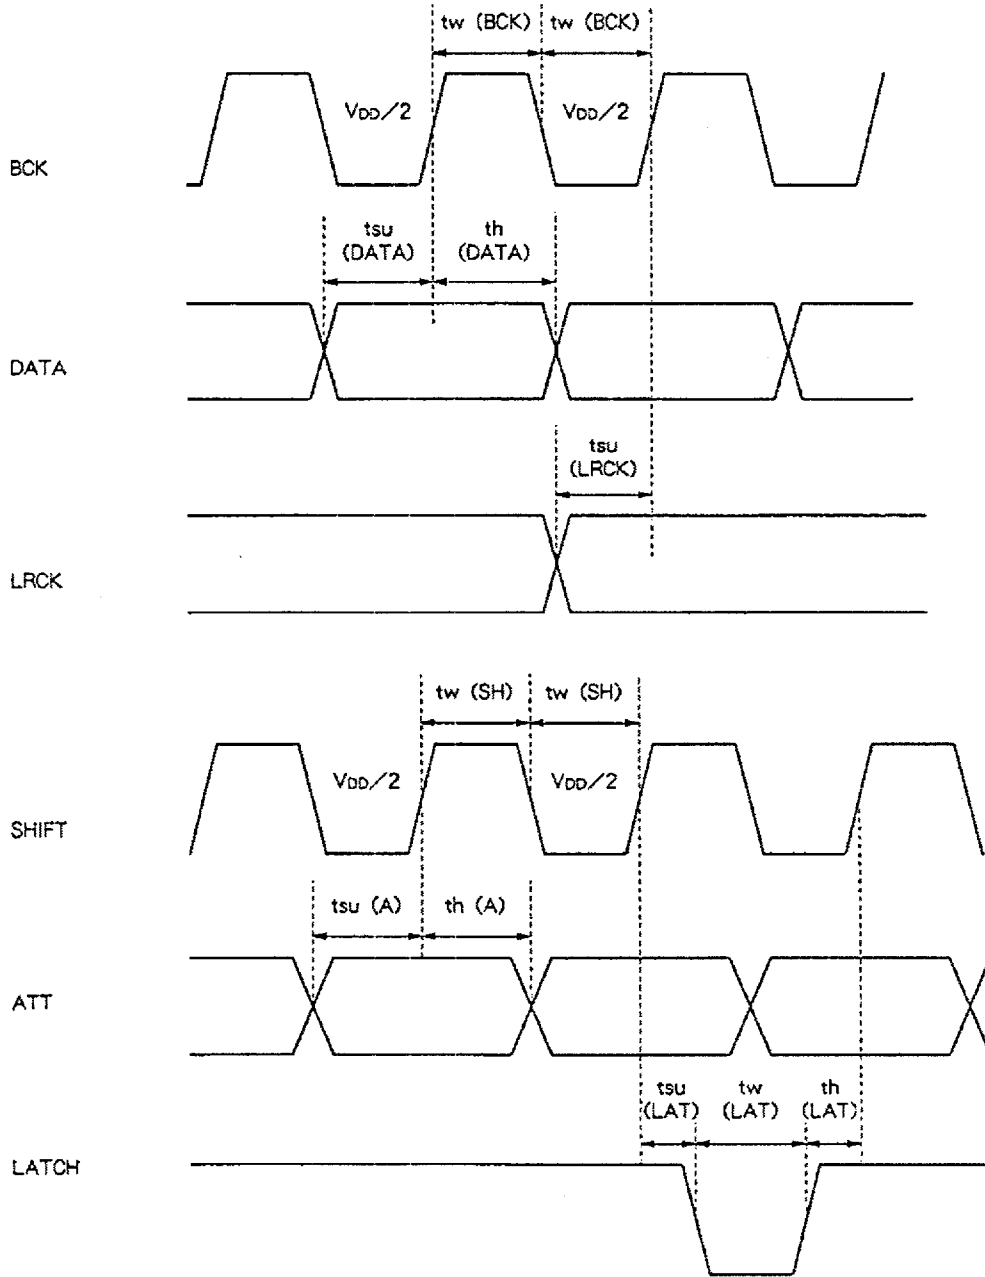 tw (BCK) tw (BCK)
VDD/2 VDD/2
BCK
tsu th
(DATA) (DATA)
DATA
tsu
(LRCK)
LRCK
tw (SH) tw (SH)
VDD/2 VDD/2
SHIFT
tsu (A) th (A)
ATT
tsu tw th
(LAT) (LAT) (LAT)
LATCH